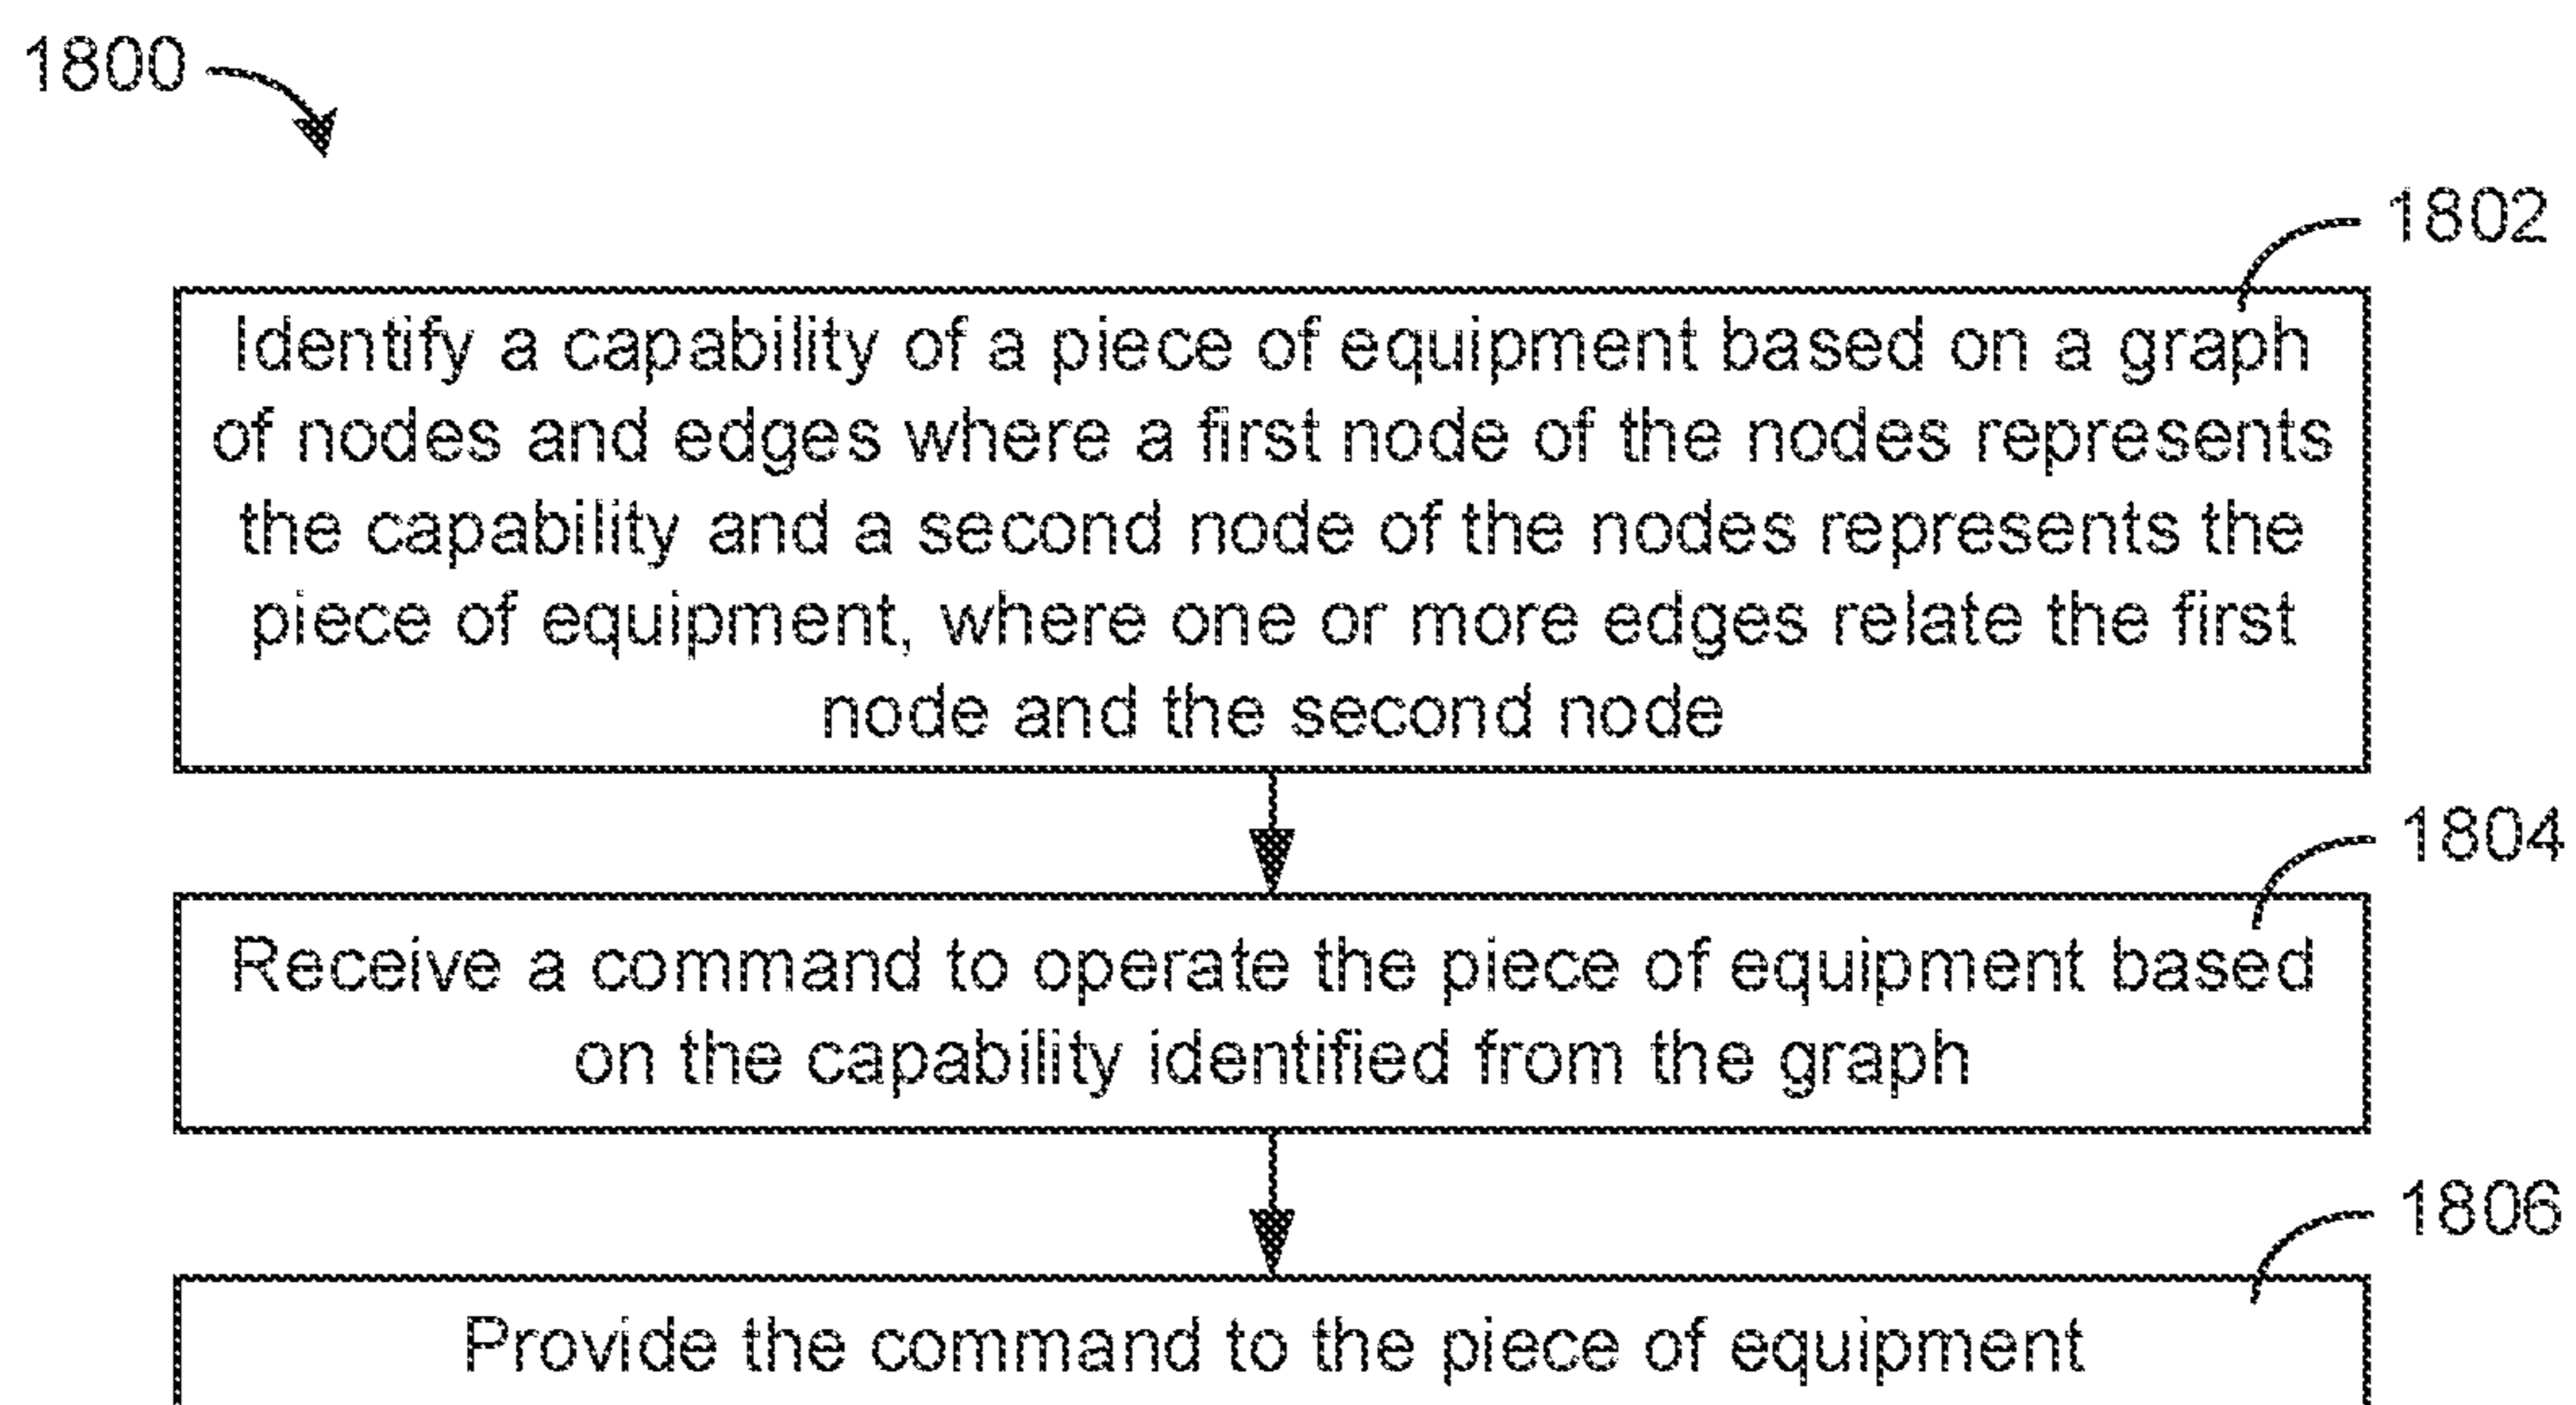 1800
1802
Identify a capability of a piece of equipment based on a graph
of nodes and edges where a first node of the nodes represents
the capability and a second node of the nodes represents the
piece of equipment, where one or more edges relate the first
node and the second node
1804
Receive a command to operate the piece of equipment based
on the capability identified from the graph
1806
Provide the command to the piece of equipment